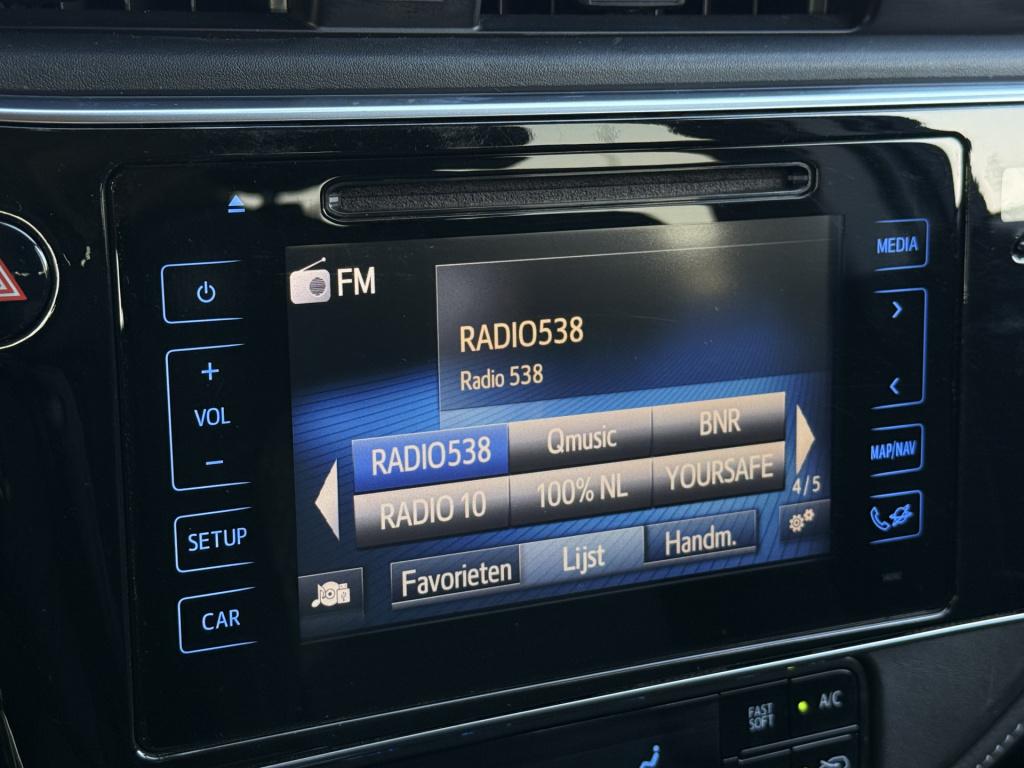 FM
RADIO538
Radio 538
RADIO538 Qmusic BNR
RADIO 10 100% NL YOURSAFE
4/5
Favorieten Lijst Handm.
+
VOL
−
SETUP
CAR
MEDIA
>
<
MAP/NAV
FAST
SOFT
A/C